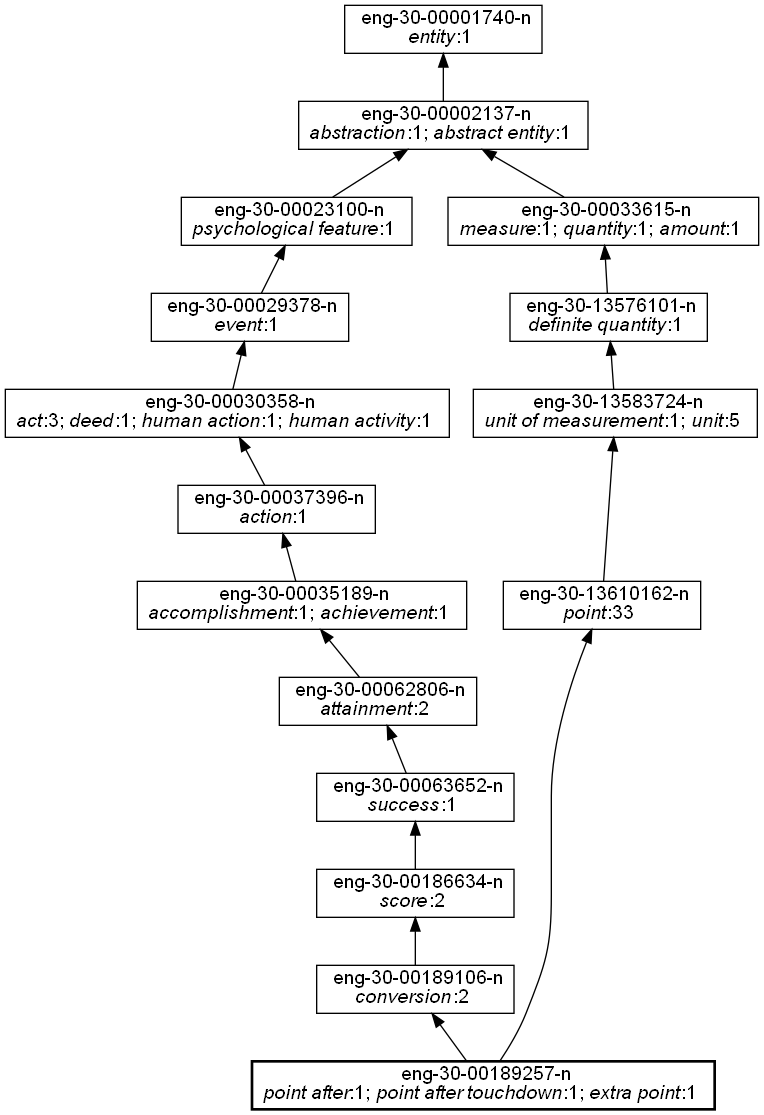 eng-30-00001740-n
entity:1
eng-30-00002137-n
abstraction:1; abstract entity:1
eng-30-00023100-n
psychological feature:1
eng-30-00033615-n
measure:1; quantity:1; amount:1
eng-30-00029378-n
event:1
eng-30-13576101-n
definite quantity:1
eng-30-00030358-n
act:3; deed:1; human action:1; human activity:1
eng-30-13583724-n
unit of measurement:1; unit:5
eng-30-00037396-n
action:1
eng-30-00035189-n
accomplishment:1; achievement:1
eng-30-13610162-n
point:33
eng-30-00062806-n
attainment:2
eng-30-00063652-n
success:1
eng-30-00186634-n
score:2
eng-30-00189106-n
conversion:2
eng-30-00189257-n
point after:1; point after touchdown:1; extra point:1